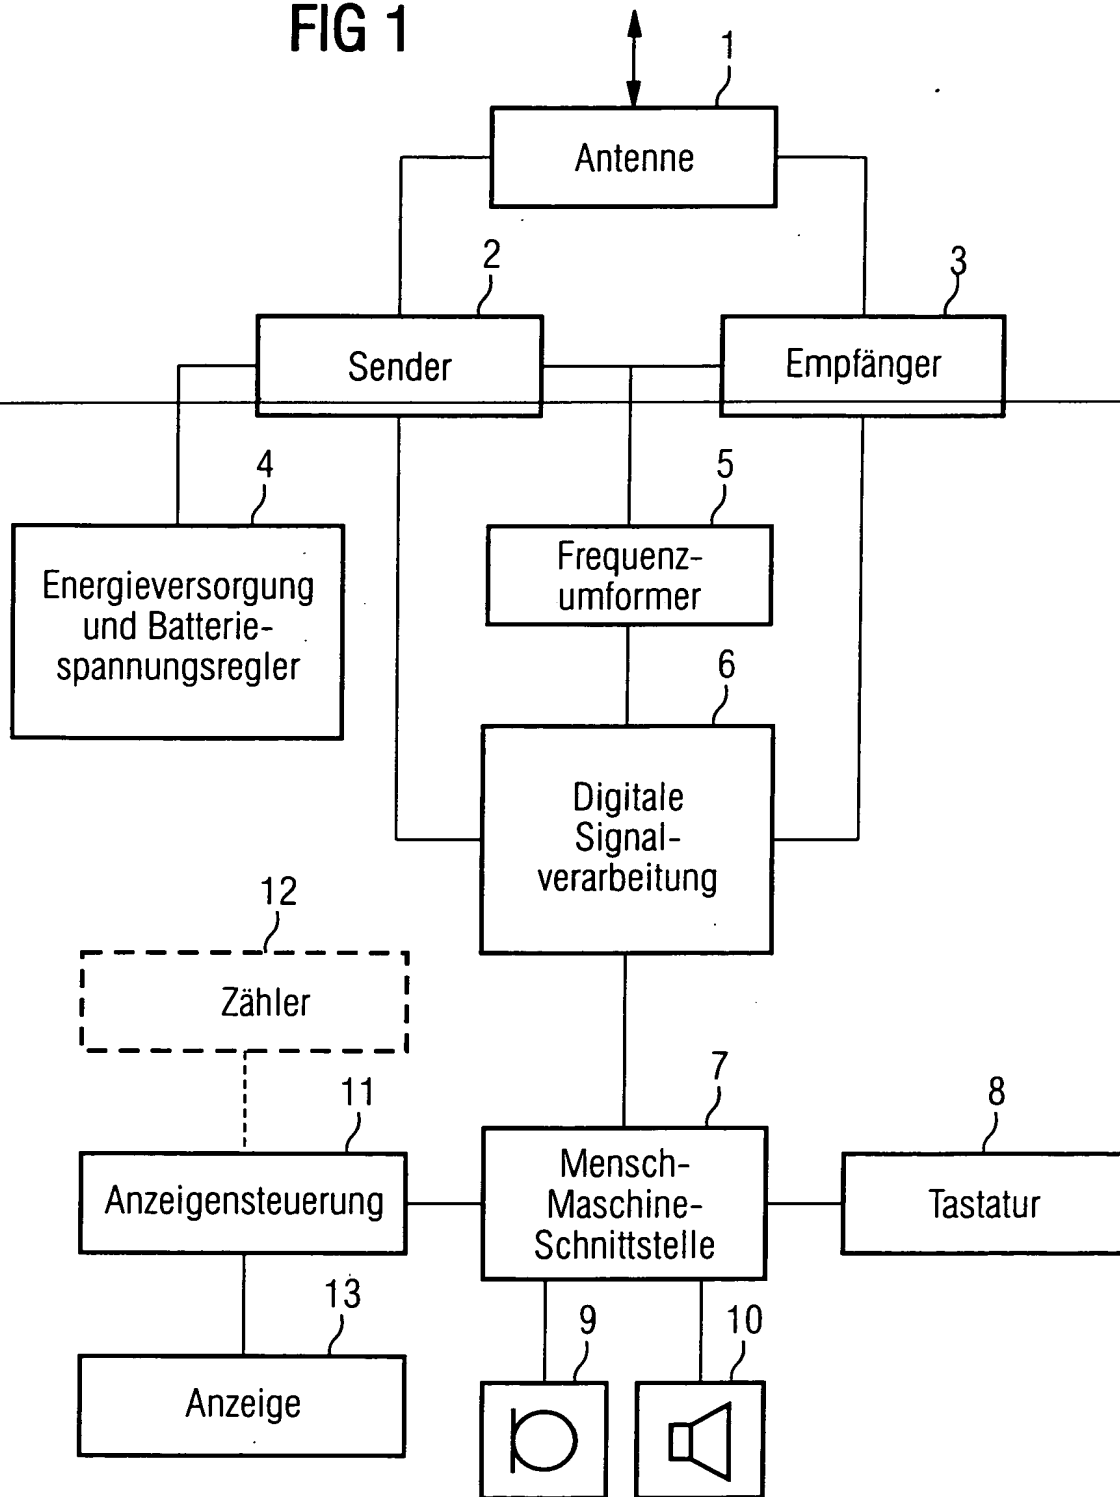 FIG 1
1
Antenne
2
3
Sender
Empfänger
4
5
Energieversorgung
und Batterie-
spannungsregler
Frequenz-
umformer
6
Digitale
Signal-
verarbeitung
12
Zähler
11
7
8
Anzeigensteuerung
Mensch-
Maschine-
Schnittstelle
Tastatur
13
9
10
Anzeige